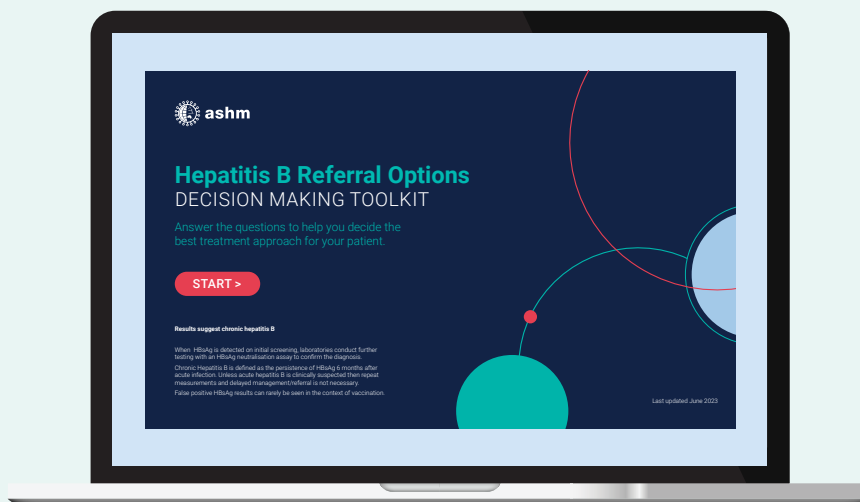 ashm
Hepatitis B Referral Options
DECISION MAKING TOOLKIT
Answer the questions to help you decide the
best treatment approach for your patient.
START >
Results suggest chronic hepatitis B
When HBsAg is detected on initial screening, laboratories conduct further
testing with an HBsAg neutralisation assay to confirm the diagnosis.
Chronic Hepatitis B is defined as the persistence of HBsAg 6 months after
acute infection. Unless acute hepatitis B is clinically suspected then repeat
measurements and delayed management/referral is not necessary.
False positive HBsAg results can rarely be seen in the context of vaccination.
Last updated June 2023